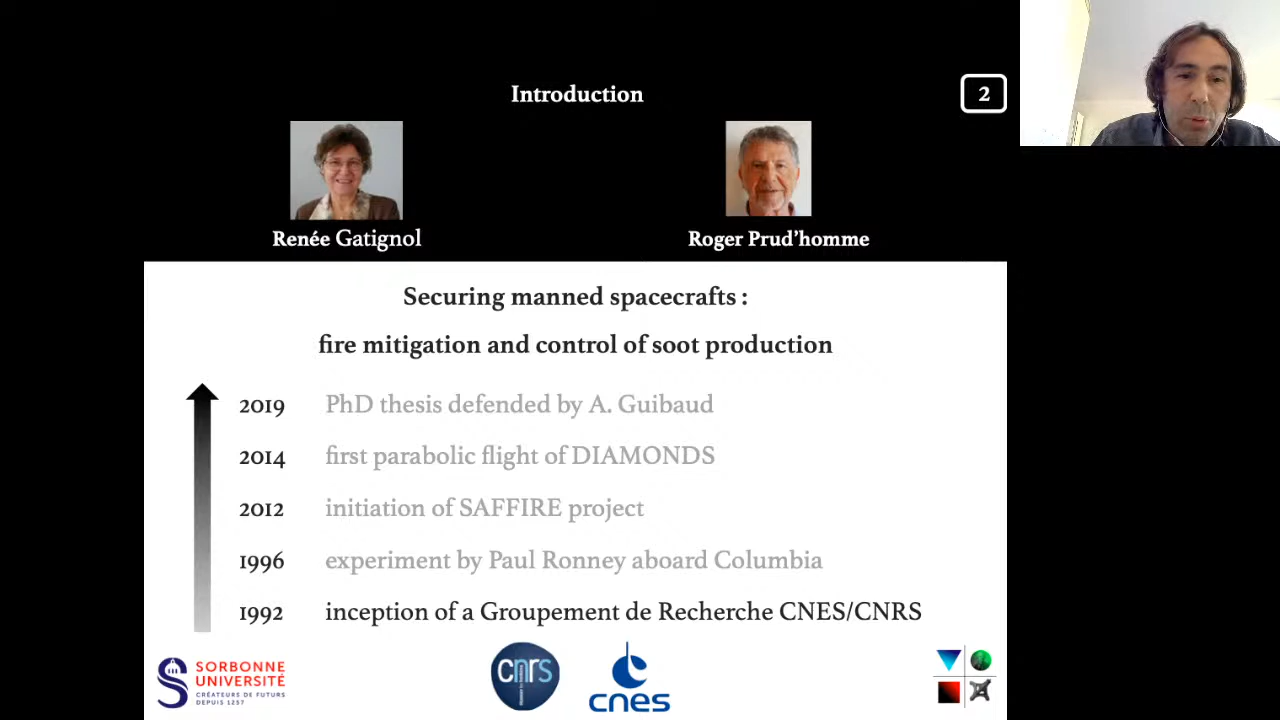 Introduction
2
Renée Gatignol
Roger Prud'homme
Securing manned spacecrafts :
fire mitigation and control of soot production
2019 PhD thesis defended by A. Guibaud
2014 first parabolic flight of DIAMONDS
2012 initiation of SAFFIRE project
1996 experiment by Paul Ronney aboard Columbia
1992 inception of a Groupement de Recherche CNES/CNRS
SORBONNE
UNIVERSITÉ
CRÉATEURS DE FUTURS
DEPUIS 1257
cnrs
cnes